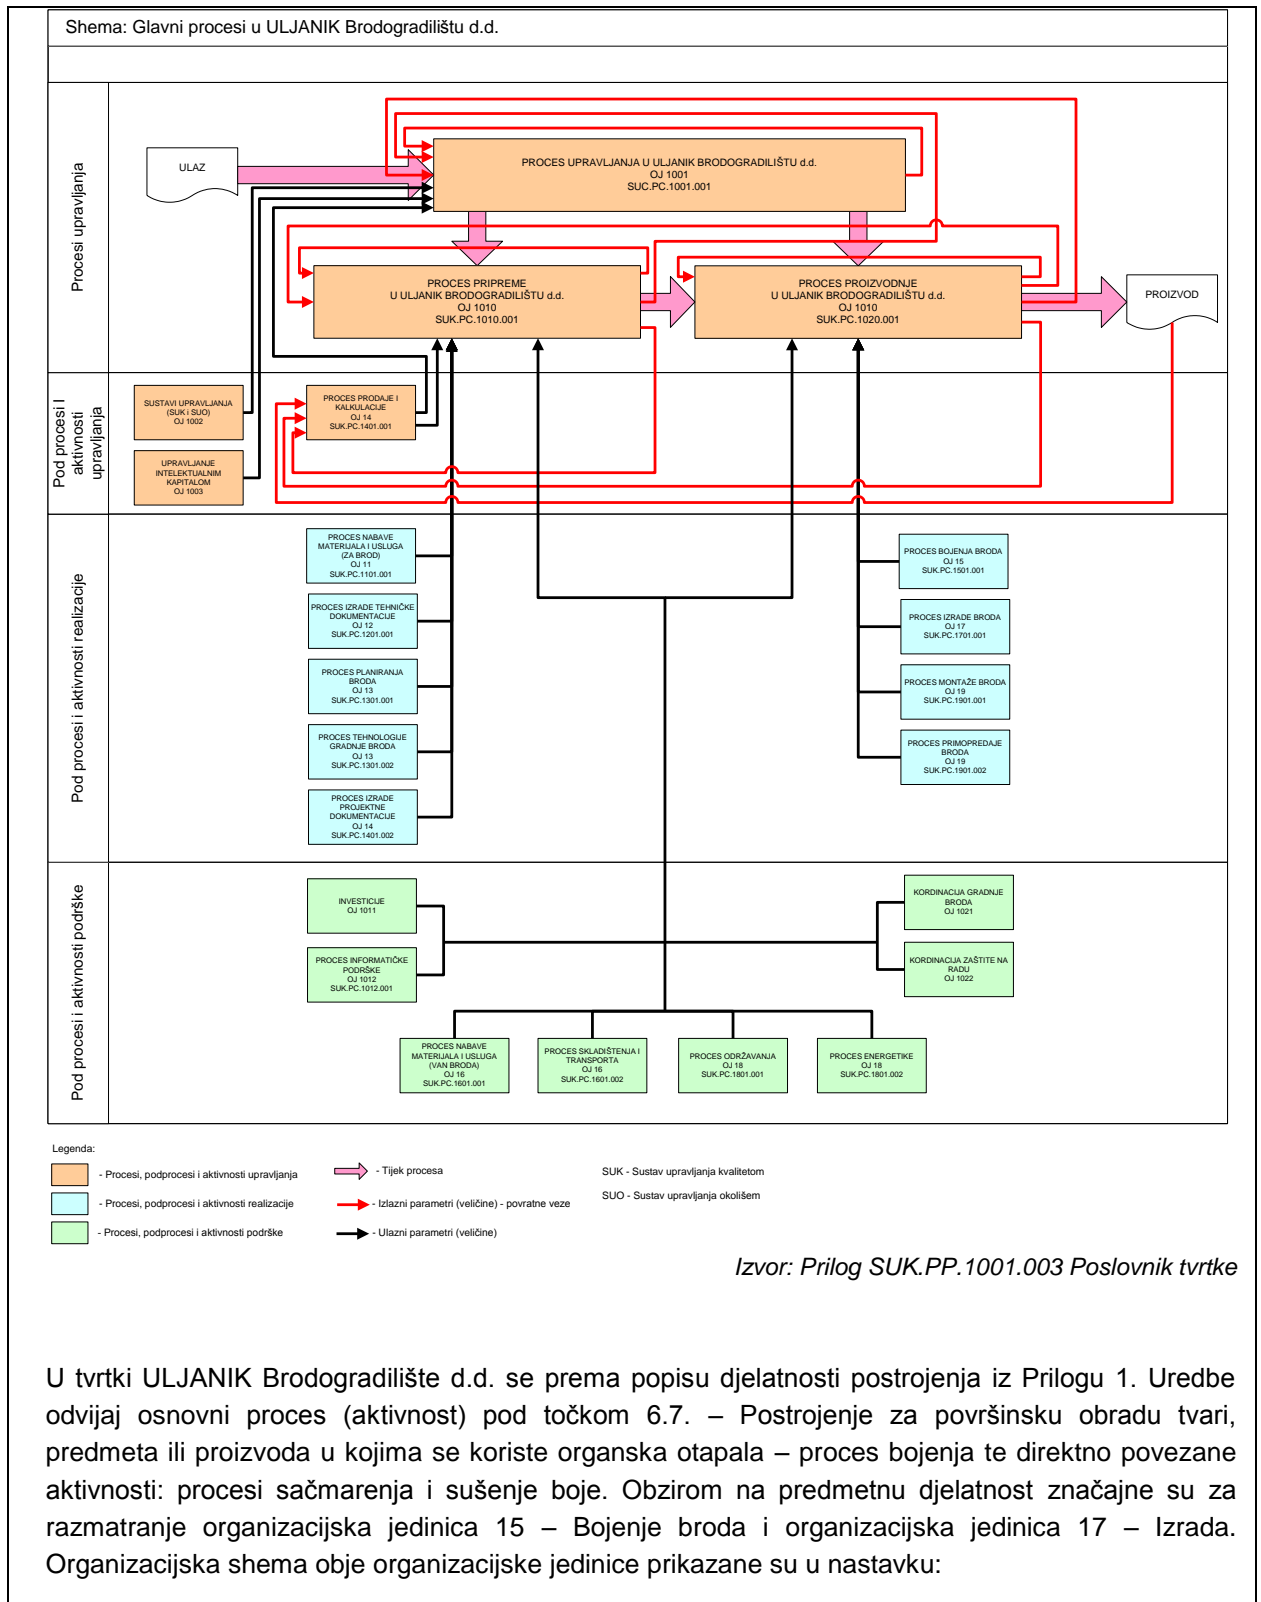 Shema: Glavni procesi u ULJANIK Brodogradilištu d.d.
Procesi upravljanja
ULAZ
PROCES UPRAVLJANJA U ULJANIK BRODOGRADILIŠTU d.d.
OJ 1001
SUC.PC.1001.001
PROCES PRIPREME
U ULJANIK BRODOGRADILIŠTU d.d.
OJ 1010
SUK.PC.1010.001
PROCES PROIZVODNJE
U ULJANIK BRODOGRADILIŠTU d.d.
OJ 1010
SUK.PC.1020.001
PROIZVOD
Pod procesi I
aktivnosti
upravljanja
SUSTAVI UPRAVLJANJA
(SUK i SUO)
OJ 1002
UPRAVLJANJE
INTELEKTUALNIM
KAPITALOM
OJ 1003
PROCES PRODAJE I
KALKULACIJE
OJ 14
SUK.PC.1401.001
Pod procesi i aktivnosti realizacije
PROCES NABAVE
MATERIJALA I USLUGA
(ZA BROD)
OJ 11
SUK.PC.1101.001
PROCES IZRADE TEHNIČKE
DOKUMENTACIJE
OJ 12
SUK.PC.1201.001
PROCES PLANIRANJA
BRODA
OJ 13
SUK.PC.1301.001
PROCES TEHNOLOGIJE
GRADNJE BRODA
OJ 13
SUK.PC.1301.002
PROCES IZRADE
PROJEKTNE
DOKUMENTACIJE
OJ 14
SUK.PC.1401.002
PROCES BOJENJA BRODA
OJ 15
SUK.PC.1501.001
PROCES IZRADE BRODA
OJ 17
SUK.PC.1701.001
PROCES MONTAŽE BRODA
OJ 19
SUK.PC.1901.001
PROCES PRIMOPREDAJE
BRODA
OJ 19
SUK.PC.1901.002
Pod procesi i aktivnosti podrške
INVESTICIJE
OJ 1011
PROCES INFORMATIČKE
PODRŠKE
OJ 1012
SUK.PC.1012.001
KORDINACIJA GRADNJE
BRODA
OJ 1021
KORDINACIJA ZAŠTITE NA
RADU
OJ 1022
PROCES NABAVE
MATERIJALA I USLUGA
(VAN BRODA)
OJ 16
SUK.PC.1601.001
PROCES SKLADIŠTENJA I
TRANSPORTA
OJ 16
SUK.PC.1601.002
PROCES ODRŽAVANJA
OJ 18
SUK.PC.1801.001
PROCES ENERGETIKE
OJ 18
SUK.PC.1801.002
Legenda:
- Procesi, podprocesi i aktivnosti upravljanja
- Procesi, podprocesi i aktivnosti realizacije
- Procesi, podprocesi i aktivnosti podrške
- Tijek procesa
- Izlazni parametri (veličine) - povratne veze
- Ulazni parametri (veličine)
SUK - Sustav upravljanja kvalitetom
SUO - Sustav upravljanja okolišem
Izvor: Prilog SUK.PP.1001.003 Poslovnik tvrtke
U tvrtki ULJANIK Brodogradilište d.d. se prema popisu djelatnosti postrojenja iz Prilogu 1. Uredbe
odvijaj osnovni proces (aktivnost) pod točkom 6.7. – Postrojenje za površinsku obradu tvari,
predmeta ili proizvoda u kojima se koriste organska otapala – proces bojenja te direktno povezane
aktivnosti: procesi sačmarenja i sušenje boje. Obzirom na predmetnu djelatnost značajne su za
razmatranje organizacijska jedinica 15 – Bojenje broda i organizacijska jedinica 17 – Izrada.
Organizacijska shema obje organizacijske jedinice prikazane su u nastavku: